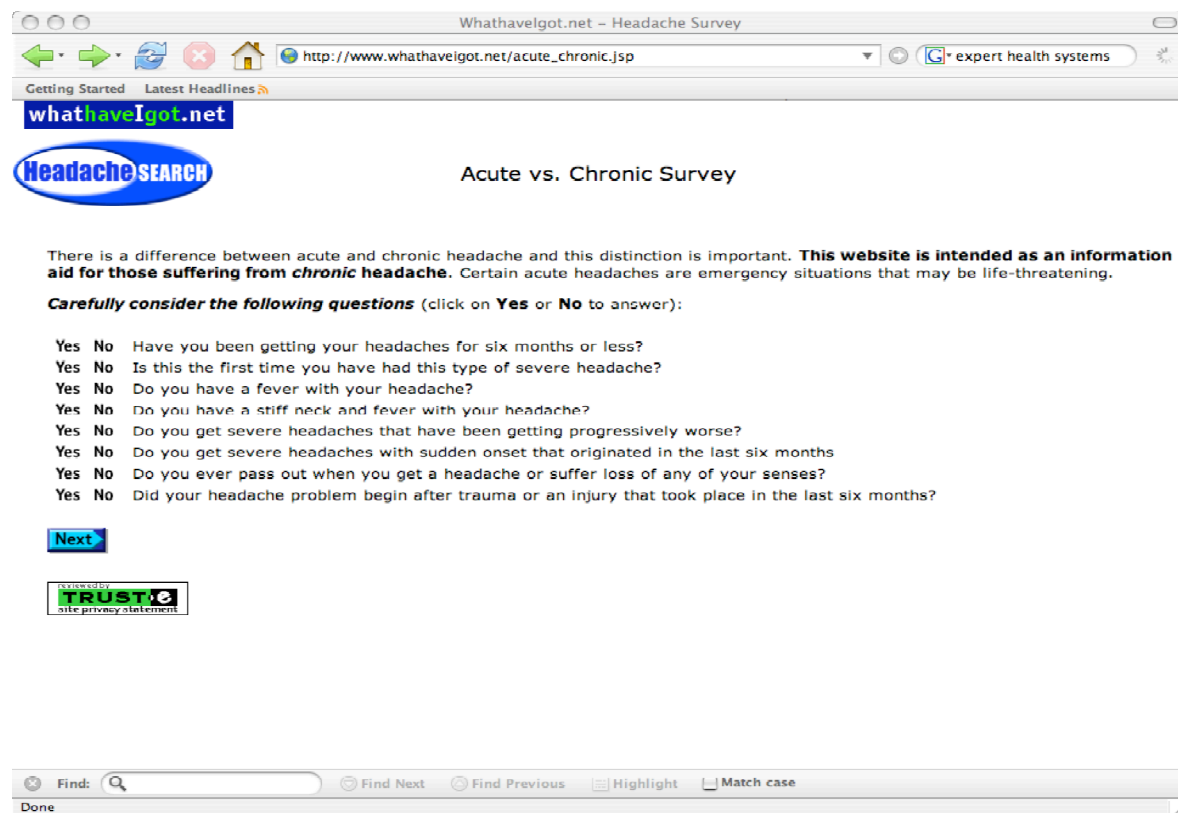 WhathaveIgot.net – Headache Survey
http://www.whathaveigot.net/acute_chronic.jsp
G expert health systems
Getting Started Latest Headlines
whathaveIgot.net
Headache SEARCH
Acute vs. Chronic Survey
There is a difference between acute and chronic headache and this distinction is important. This website is intended as an information
aid for those suffering from chronic headache. Certain acute headaches are emergency situations that may be life-threatening.
Carefully consider the following questions (click on Yes or No to answer):
Yes No Have you been getting your headaches for six months or less?
Yes No Is this the first time you have had this type of severe headache?
Yes No Do you have a fever with your headache?
Yes No Do you have a stiff neck and fever with your headache?
Yes No Do you get severe headaches that have been getting progressively worse?
Yes No Do you get severe headaches with sudden onset that originated in the last six months
Yes No Do you ever pass out when you get a headache or suffer loss of any of your senses?
Yes No Did your headache problem begin after trauma or an injury that took place in the last six months?
Next
reviewed by
TRUST e
site privacy statement
Find: Find Next Find Previous Highlight Match case
Done